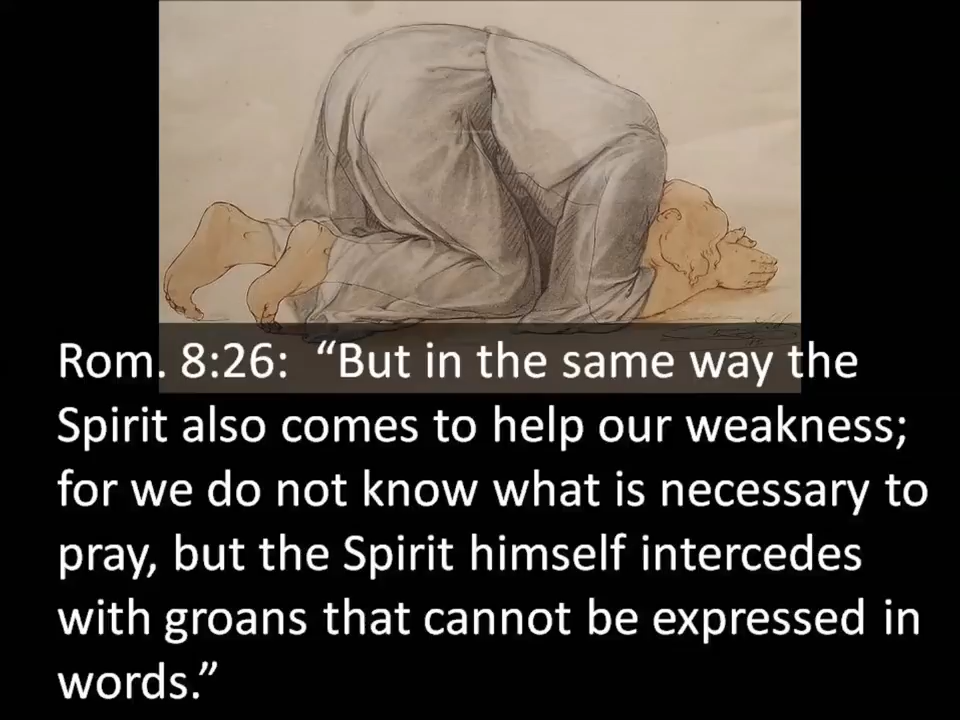 Rom. 8:26:  “But in the same way the
Spirit also comes to help our weakness;
for we do not know what is necessary to
pray, but the Spirit himself intercedes
with groans that cannot be expressed in
words.”